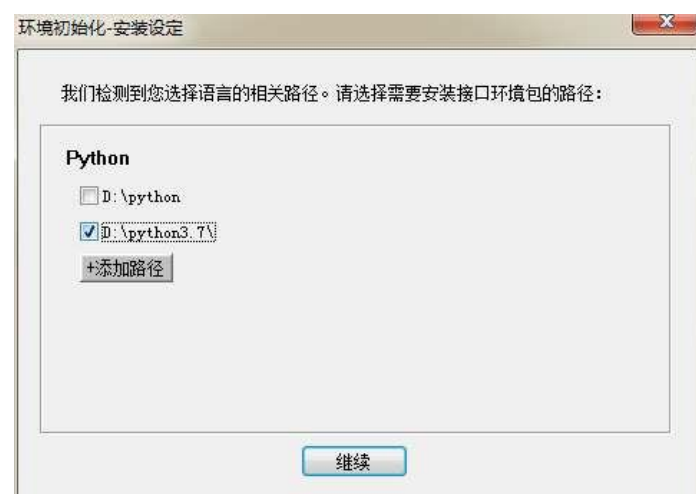 环境初始化-安装设定
我们检测到您选择语言的相关路径。请选择需要安装接口环境包的路径：
Python
D:\python
D:\python3.7\
+添加路径
继续